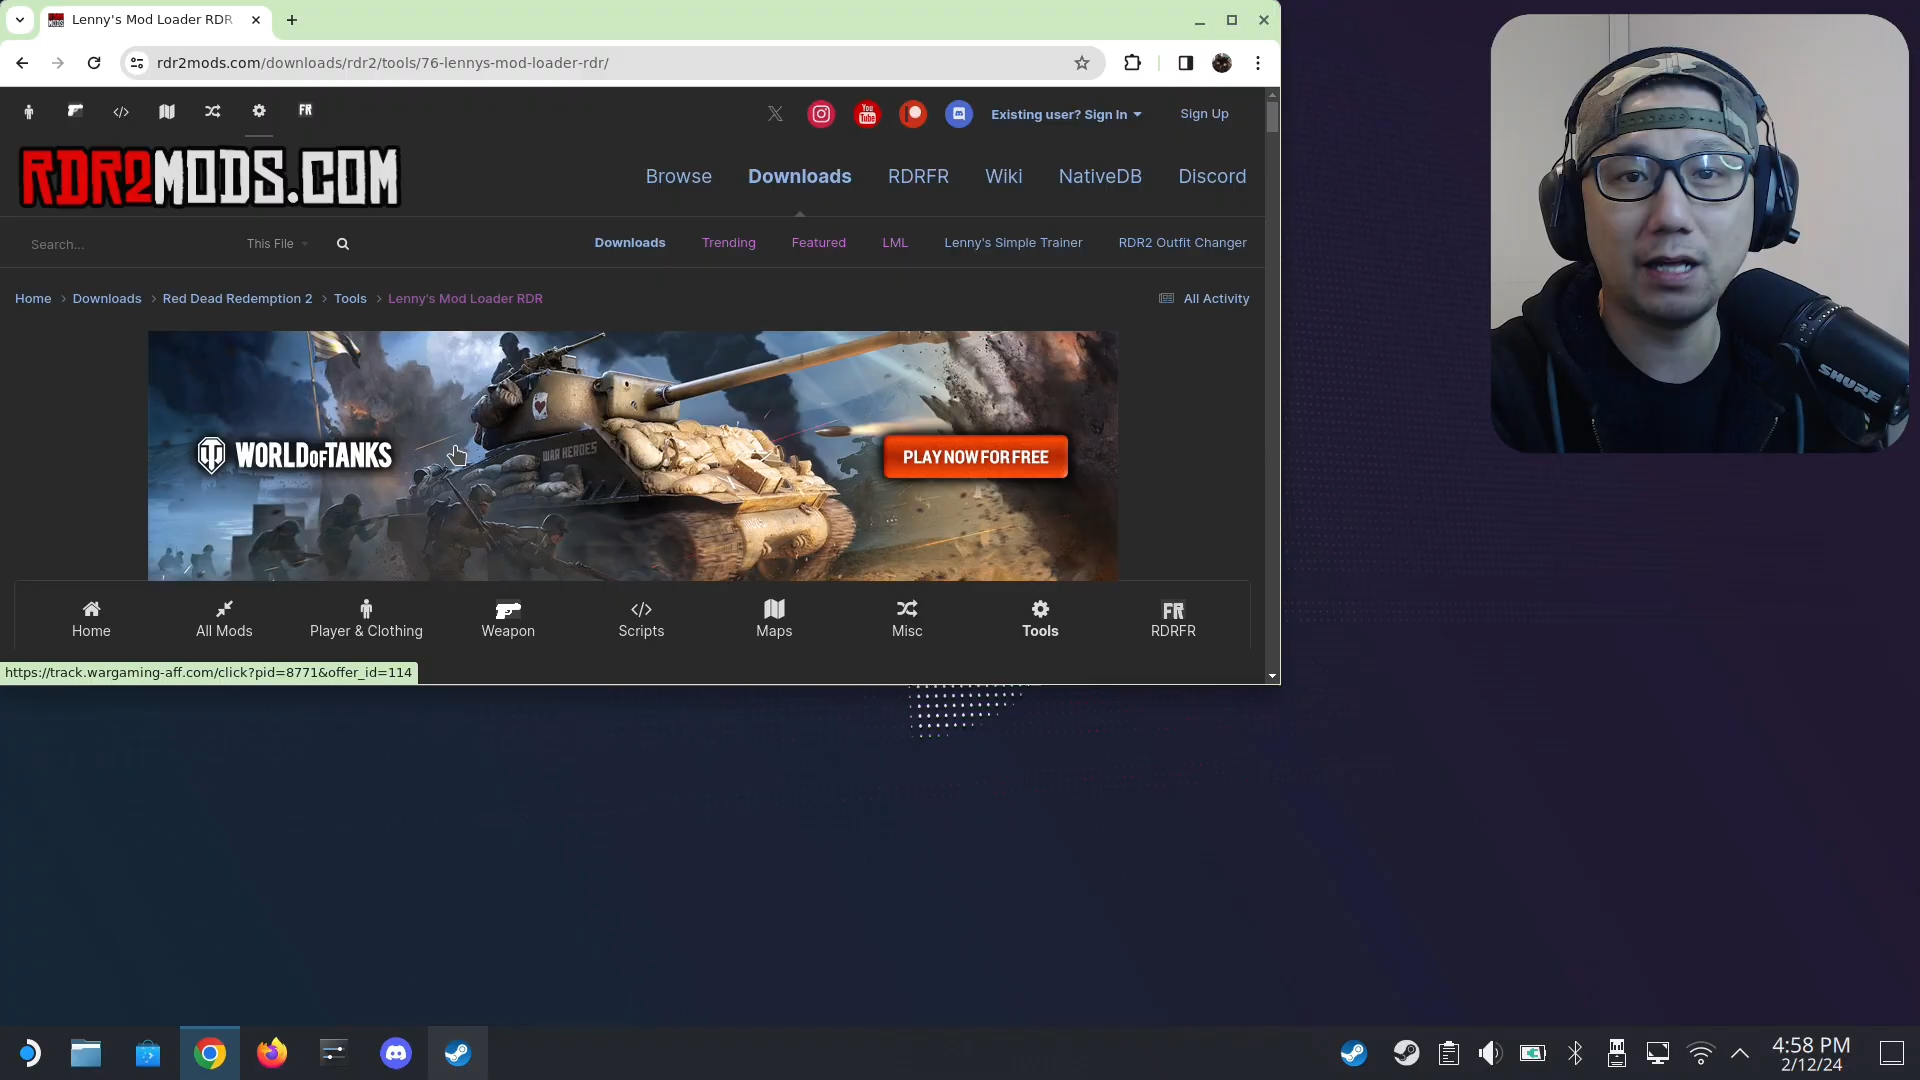 Lenny's Mod Loader RDR
rdr2mods.com/downloads/rdr2/tools/76-lennys-mod-loader-rdr/
FR
You
Tube
Existing user? Sign In
Sign Up
RDR2MODS.COM
Browse
Downloads
RDRFR
Wiki
NativeDB
Discord
Search...
This File
Downloads
Trending
Featured
LML
Lenny's Simple Trainer
RDR2 Outfit Changer
Home
Downloads
Red Dead Redemption 2
Tools
Lenny's Mod Loader RDR
All Activity
WORLD OF TANKS
WAR HEROES
PLAY NOW FOR FREE
Home
All Mods
Player & Clothing
Weapon
Scripts
Maps
Misc
Tools
FR
RDRFR
https://track.wargaming-aff.com/click?pid=8771&offer_id=114
SHURE
4:58 PM
2/12/24